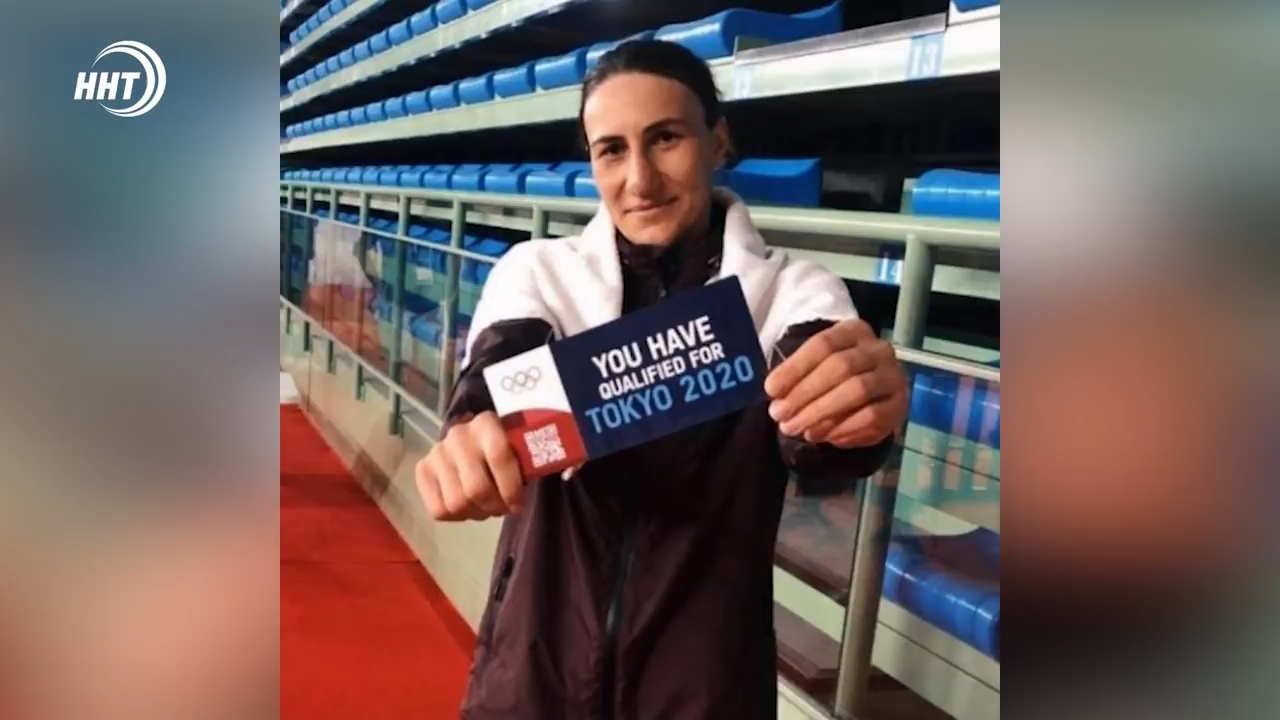 ННТ
13
14
YOU HAVE
QUALIFIED FOR
TOKYO 2020